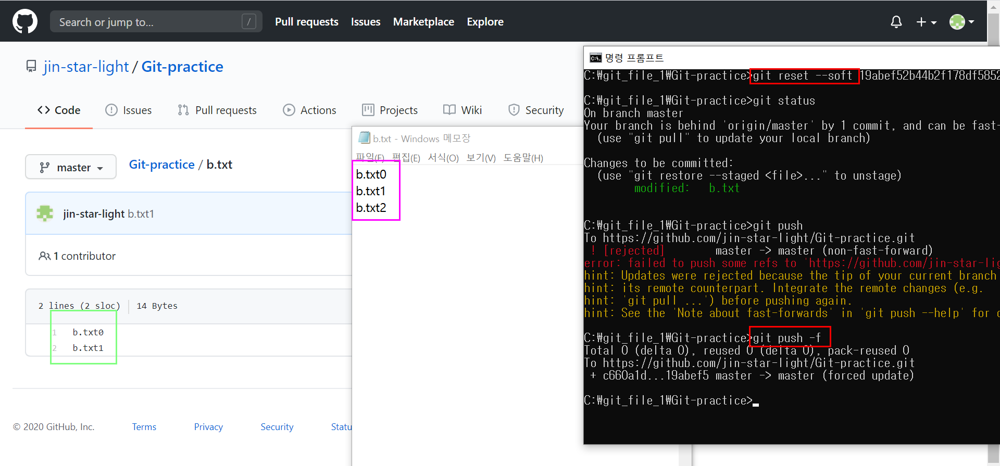 Search or jump to...
/
Pull requests
Issues
Marketplace
Explore
jin-star-light / Git-practice
Code
Issues
Pull requests
Actions
Projects
Wiki
Security
master
Git-practice / b.txt
jin-star-light b.txt1
1 contributor
2 lines (2 sloc)
14 Bytes
1 b.txt0
2 b.txt1
© 2020 GitHub, Inc.
Terms
Privacy
Security
Statu
b.txt - Windows 메모장
파일(F) 편집(E) 서식(O) 보기(V) 도움말(H)
b.txt0
b.txt1
b.txt2
명령 프롬프트
C:₩git_file_1₩Git-practice>git reset --soft 19abef52b44b2f178df5852
C:₩git_file_1₩Git-practice>git status
On branch master
Your branch is behind 'origin/master' by 1 commit, and can be fast-
(use "git pull" to update your local branch)
Changes to be committed:
(use "git restore --staged <file>..." to unstage)
modified: b.txt
C:₩git_file_1₩Git-practice>git push
To https://github.com/jin-star-light/Git-practice.git
! [rejected] master -> master (non-fast-forward)
error: failed to push some refs to 'https://github.com/jin-star-lig
hint: Updates were rejected because the tip of your current branch
hint: its remote counterpart. Integrate the remote changes (e.g.
hint: 'git pull ...') before pushing again.
hint: See the 'Note about fast-forwards' in 'git push --help' for
C:₩git_file_1₩Git-practice>git push -f
Total 0 (delta 0), reused 0 (delta 0), pack-reused 0
To https://github.com/jin-star-light/Git-practice.git
+ c660a1d...19abef5 master -> master (forced update)
C:₩git_file_1₩Git-practice>